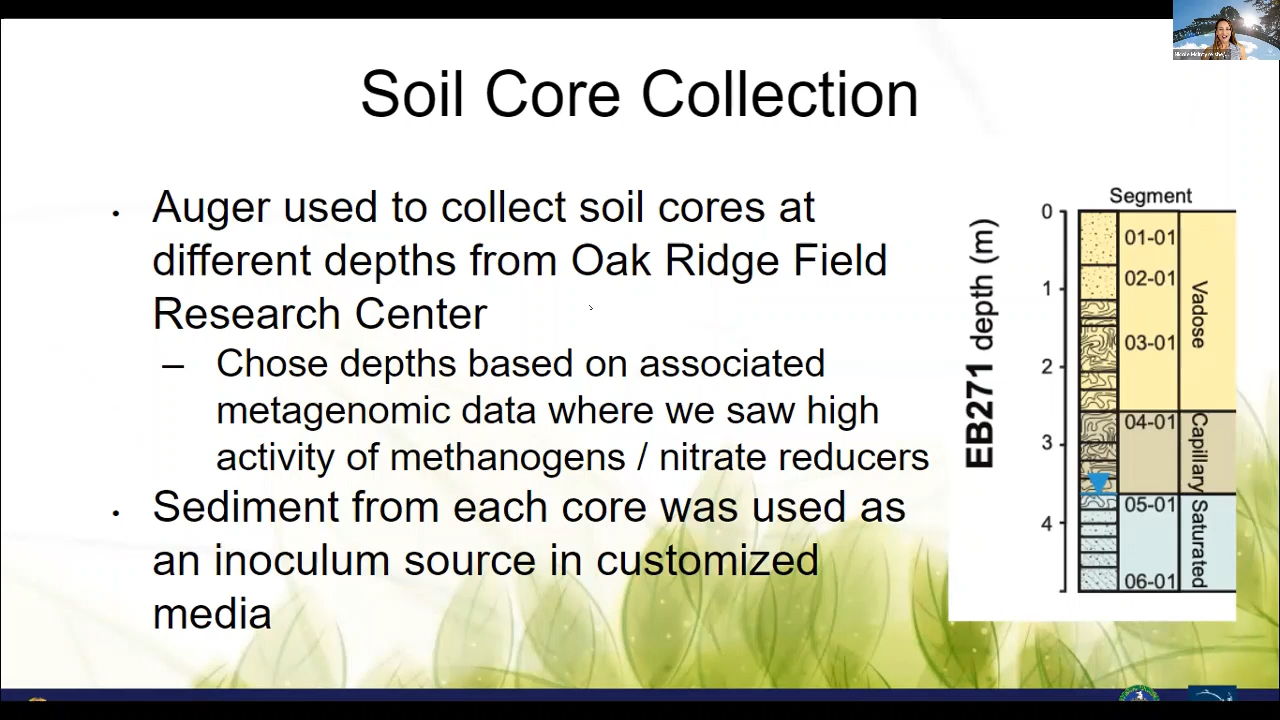 Soil Core Collection
• Auger used to collect soil cores at
different depths from Oak Ridge Field
Research Center
– Chose depths based on associated
metagenomic data where we saw high
activity of methanogens / nitrate reducers
• Sediment from each core was used as
an inoculum source in customized
media
Segment
EB271 depth (m)
0
1
2
3
4
01-01
02-01
03-01
04-01
05-01
06-01
Vadose
Capillary
Saturated